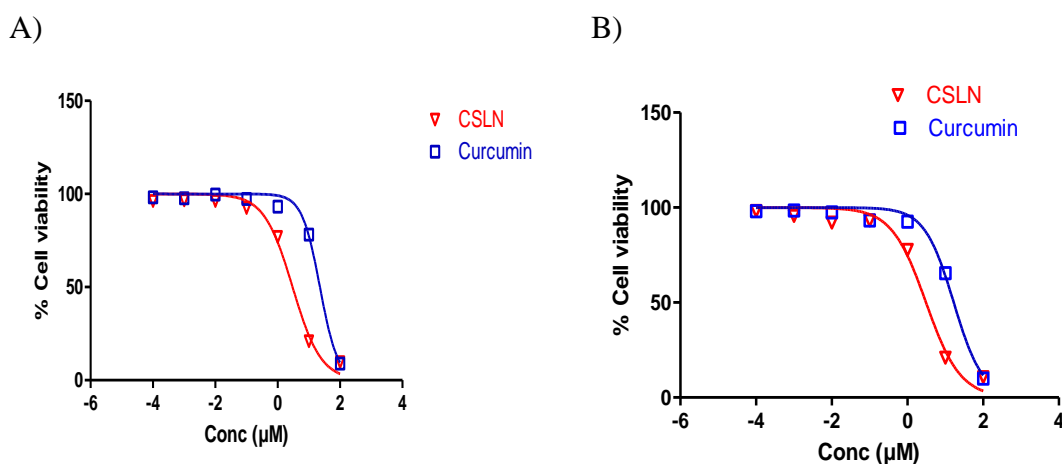 A)
150
100
50
0
-6 -4 -2 0 2 4
% Cell viability
Conc (µM)
CSLN
Curcumin
B)
150
100
50
0
-6 -4 -2 0 2 4
% Cell viability
Conc (µM)
CSLN
Curcumin